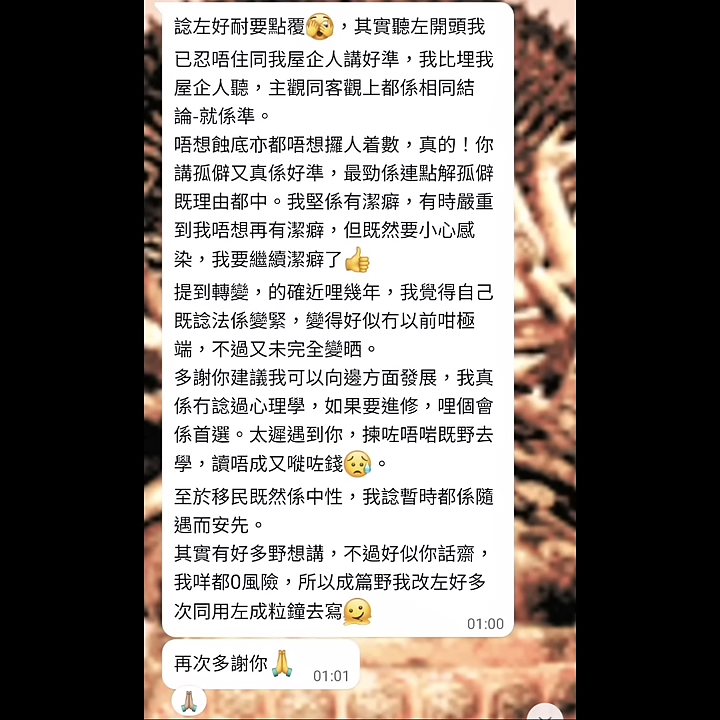 諗左好耐要點覆🫣，其實聽左開頭我
已忍唔住同我屋企人講好準，我比埋我
屋企人聽，主觀同客觀上都係相同結
論-就係準。
唔想蝕底亦都唔想攞人着數，真的！你
講孤僻又真係好準，最勁係連點解孤僻
既理由都中。我堅係有潔癖，有時嚴重
到我唔想再有潔癖，但既然要小心感
染，我要繼續潔癖了👍
提到轉變，的確近哩幾年，我覺得自己
既諗法係變緊，變得好似冇以前咁極
端，不過又未完全變晒。
多謝你建議我可以向邊方面發展，我真
係冇諗過心理學，如果要進修，哩個會
係首選。太遲遇到你，揀咗唔啱既野去
學，讀唔成又嘥咗錢😥。
至於移民既然係中性，我諗暫時都係隨
遇而安先。
其實有好多野想講，不過好似你話齋，
我咩都0風險，所以成篇野我改左好多
次同用左成粒鐘去寫🫠
01:00
再次多謝你🙏
01:01
🙏🏼